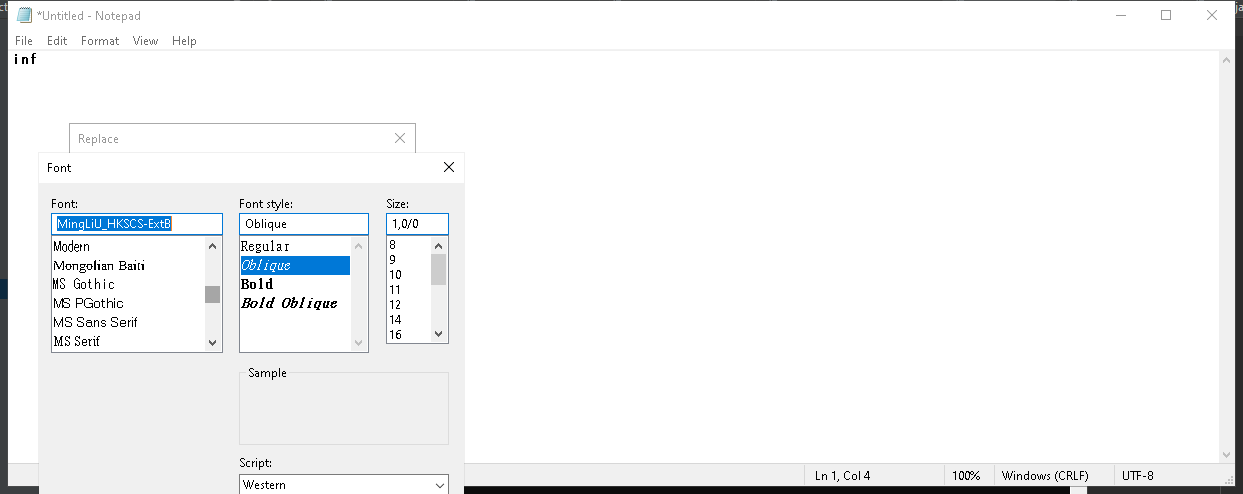 *Untitled - Notepad
File Edit Format View Help
inf
Replace
Font
Font: Font style: Size:
MingLiU_HKSCS-ExtB Oblique 1,0/0
Modern Regular 8
Mongolian Baiti Oblique 9
MS Gothic Bold 10
MS PGothic Bold Oblique 11
MS Sans Serif 12
MS Serif 14
16
Sample
Script:
Western
Ln 1, Col 4 100% Windows (CRLF) UTF-8